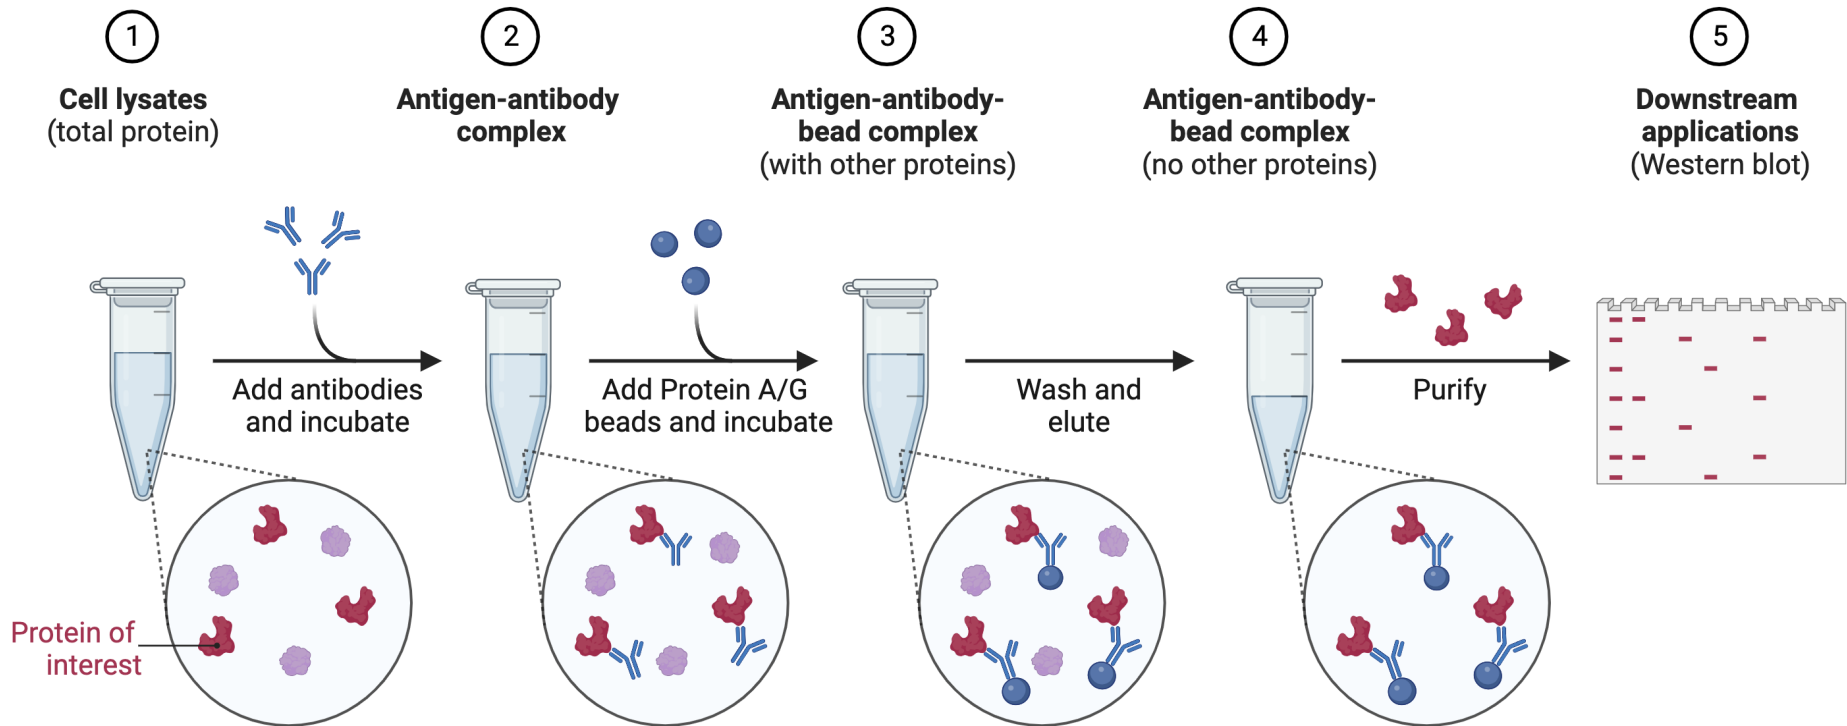 1
Cell lysates
(total protein)
2
Antigen-antibody
complex
3
Antigen-antibody-
bead complex
(with other proteins)
4
Antigen-antibody-
bead complex
(no other proteins)
5
Downstream
applications
(Western blot)
Add antibodies
and incubate
Add Protein A/G
beads and incubate
Wash and
elute
Purify
Protein of
interest